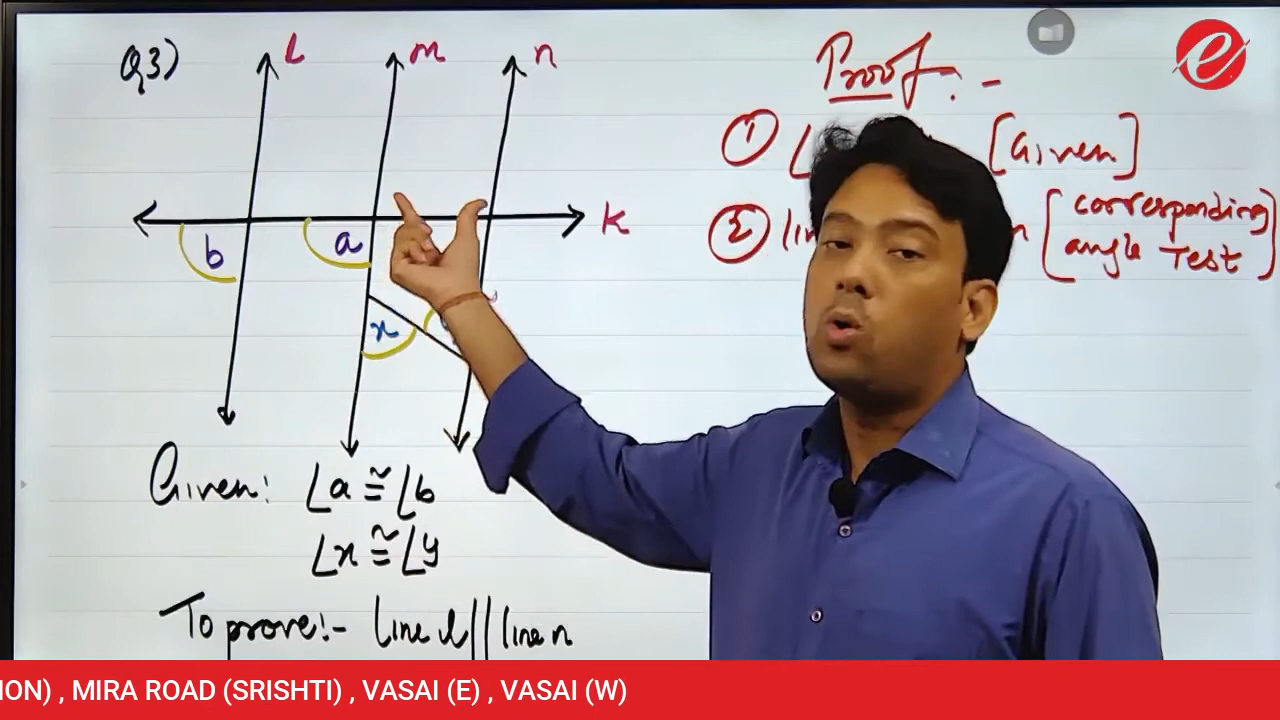 Q3)
l m n
k
b a
x
Given: ∠a ≅ ∠b
∠x ≅ ∠y
To prove:- line l || line n
Proof:-
① [Given]
② [corresponding
angle Test]
e
ION) , MIRA ROAD (SRISHTI) , VASAI (E) , VASAI (W)